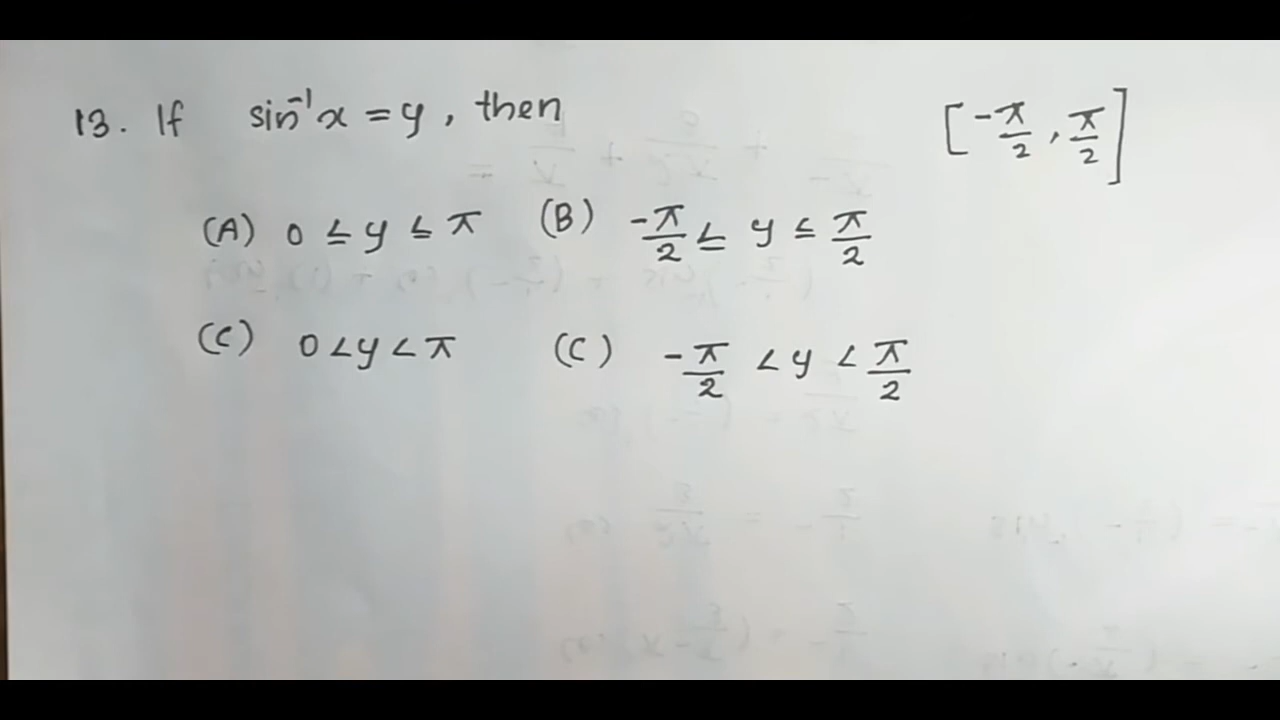 13. If sin⁻¹x = y, then [-π/2, π/2]
(A) 0 ≤ y ≤ π (B) -π/2 ≤ y ≤ π/2
(C) 0 < y < π (C) -π/2 < y < π/2